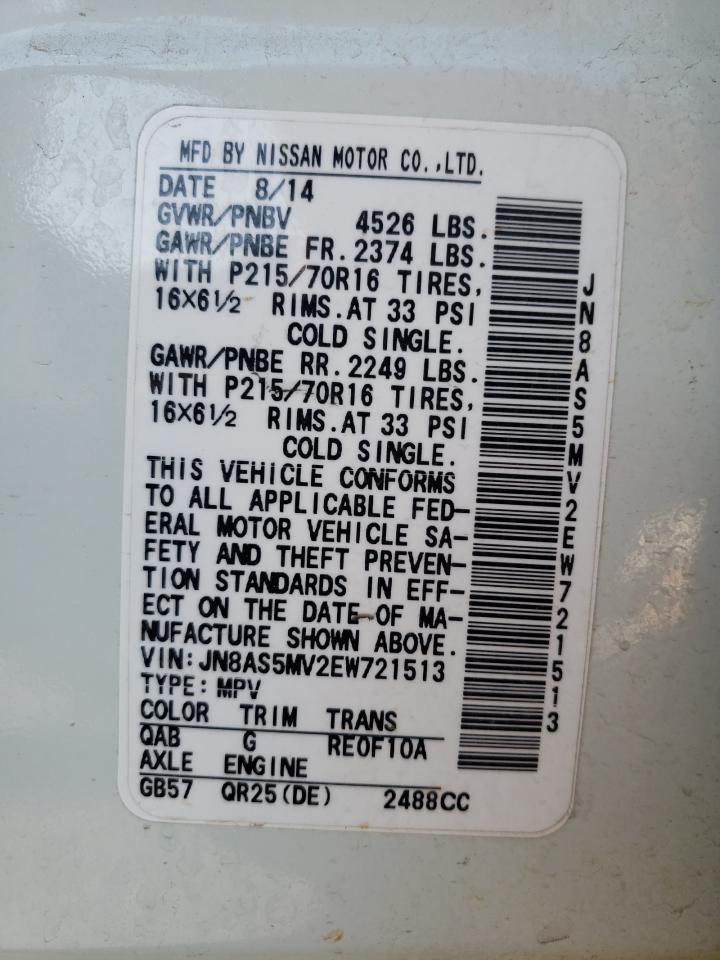 MFD BY NISSAN MOTOR CO.,LTD.
DATE 8/14
GVWR/PNBV 4526 LBS.
GAWR/PNBE FR. 2374 LBS.
WITH P215/70R16 TIRES,
16X6 1/2 RIMS. AT 33 PSI
COLD SINGLE.
GAWR/PNBE RR. 2249 LBS.
WITH P215/70R16 TIRES,
16X6 1/2 RIMS. AT 33 PSI
COLD SINGLE.
THIS VEHICLE CONFORMS
TO ALL APPLICABLE FED-
ERAL MOTOR VEHICLE SA-
FETY AND THEFT PREVEN-
TION STANDARDS IN EFF-
ECT ON THE DATE OF MA-
NUFACTURE SHOWN ABOVE.
VIN: JN8AS5MV2EW721513
TYPE: MPV
COLOR TRIM TRANS
QAB G RE0F10A
AXLE ENGINE
GB57 QR25(DE) 2488CC
JN8AS5MV2EW721513